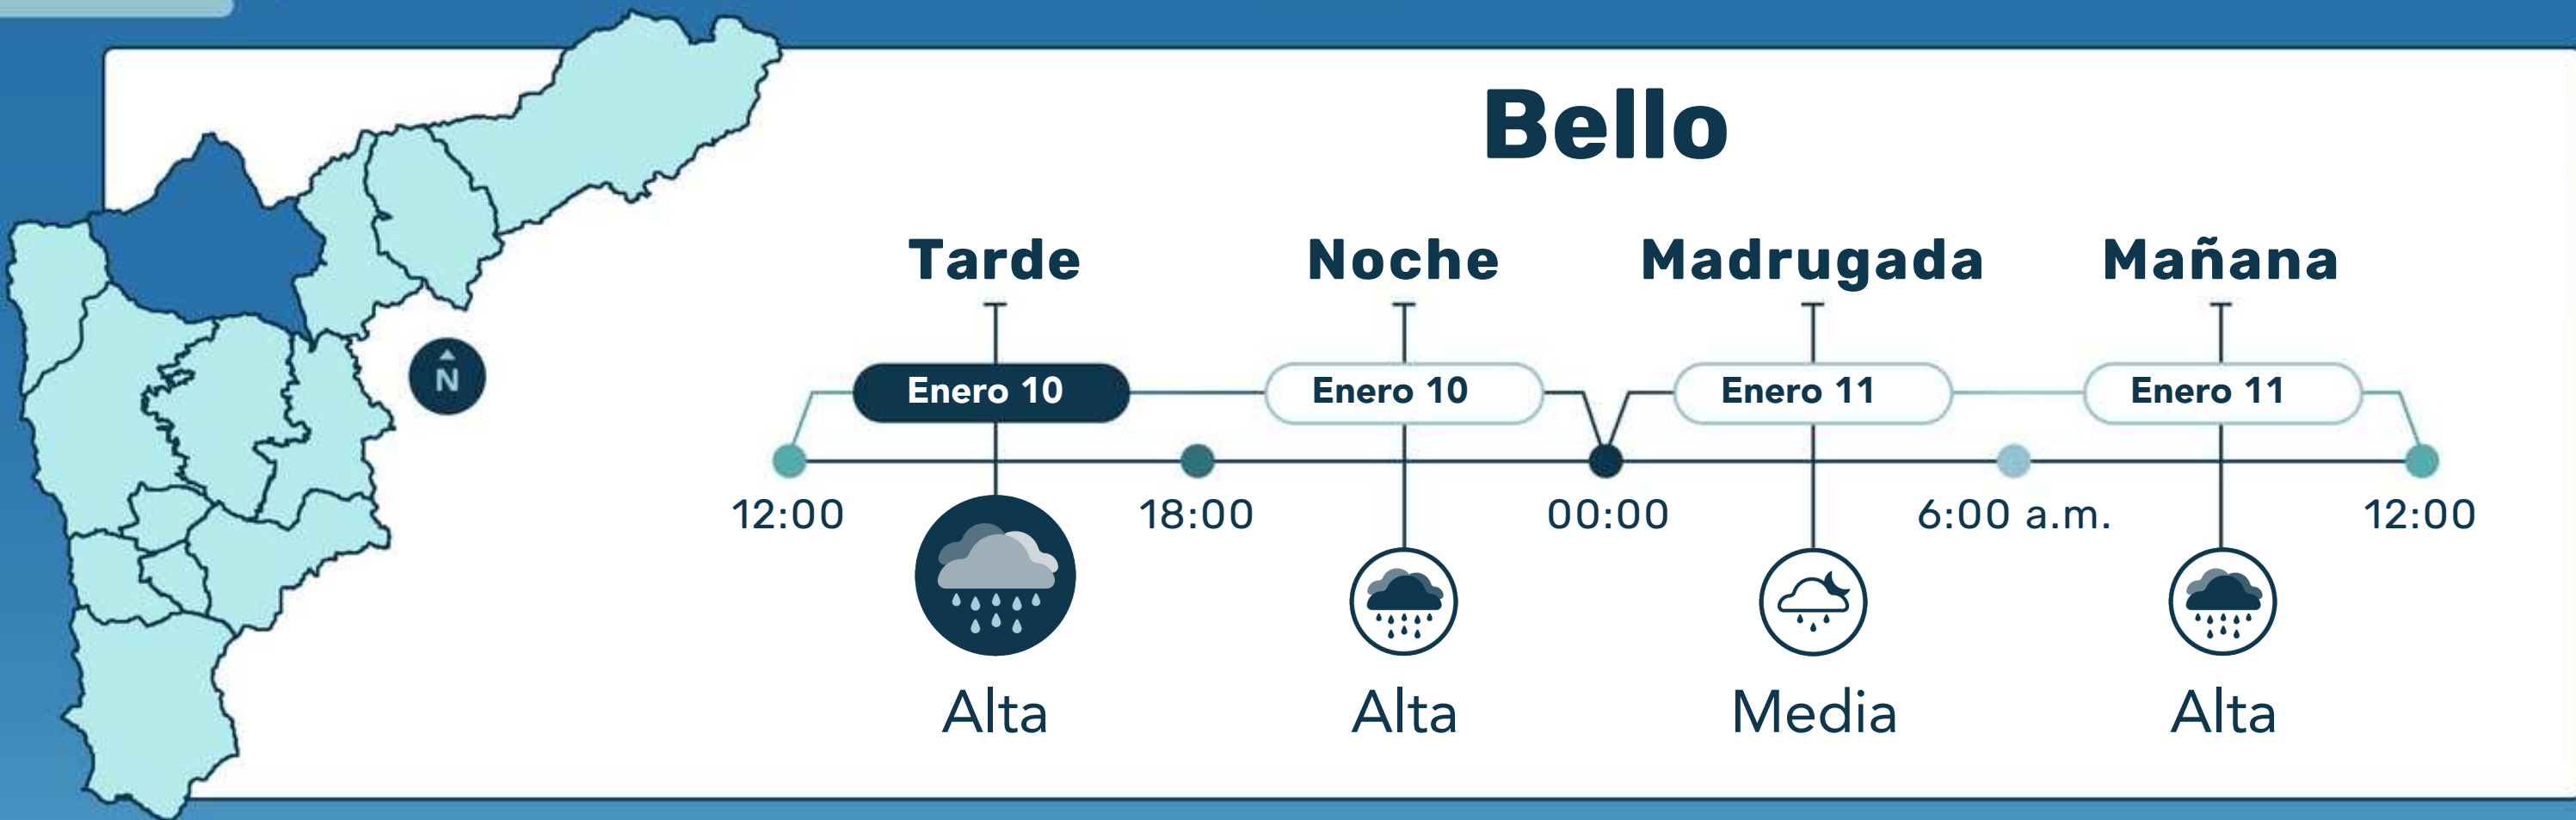 Bello
Tarde Noche Madrugada Mañana
N
Enero 10 Enero 10 Enero 11 Enero 11
12:00 18:00 00:00 6:00 a.m. 12:00
Alta Alta Media Alta